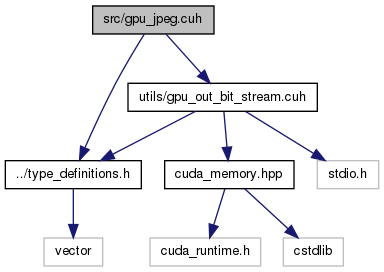 src/gpu_jpeg.cuh
utils/gpu_out_bit_stream.cuh
../type_definitions.h
cuda_memory.hpp
stdio.h
vector
cuda_runtime.h
cstdlib